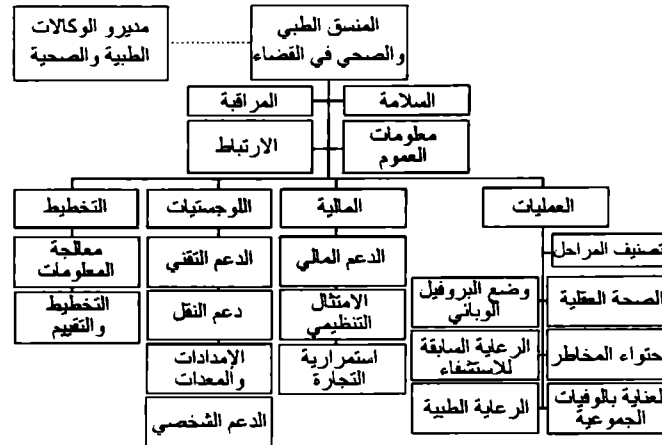 المنسق الطبي
والصحي في القضاء
مديرو الوكالات
الطبية والصحية
السلامة
المراقبة
معلومات
العموم
الارتباط
العمليات
المالية
اللوجستيات
التخطيط
تصنيف المراحل
الصحة العقلية
حتواء المخاطر
لعناية بالوفيات
الجموعية
وضع البروفيل
الوبائي
الرعاية السابقة
للاستشفاء
الرعاية الطبية
الدعم المالي
الامتثال
التنظيمي
استمرارية
التجارة
الدعم التقني
دعم النقل
الإمدادات
والمعدات
الدعم الشخصي
معالجة
المعلومات
التخطيط
والتقييم